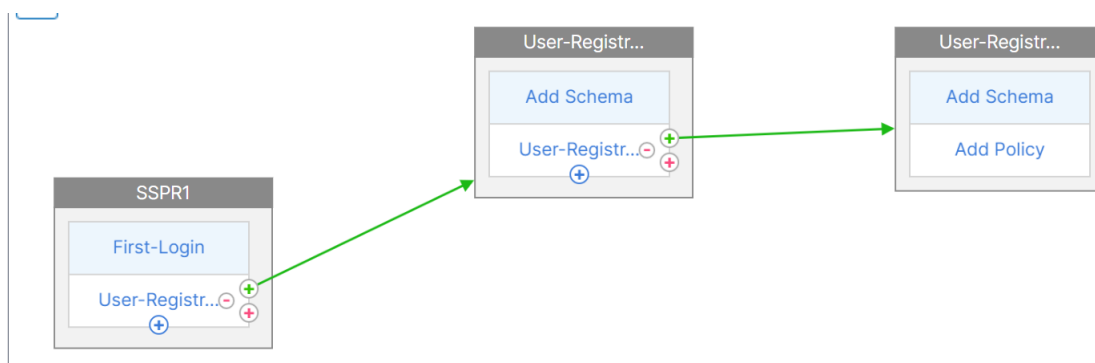 SSPR1
First-Login
User-Registr...
User-Registr...
Add Schema
User-Registr...
User-Registr...
Add Schema
Add Policy